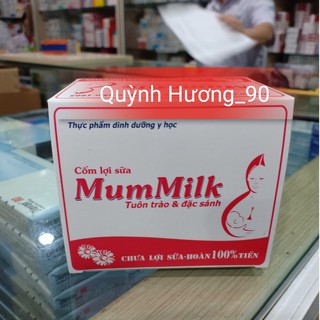 Quỳnh Hương_90
Thực phẩm dinh dưỡng y học
Cốm lợi sữa
MumMilk
Tuôn trào & đặc sánh
CHƯA LỢI SỮA-HOÀN 100% TIỀN